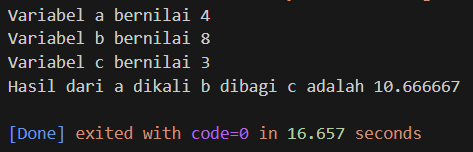 Variabel a bernilai 4
Variabel b bernilai 8
Variabel c bernilai 3
Hasil dari a dikali b dibagi c adalah 10.666667
[Done] exited with code=0 in 16.657 seconds